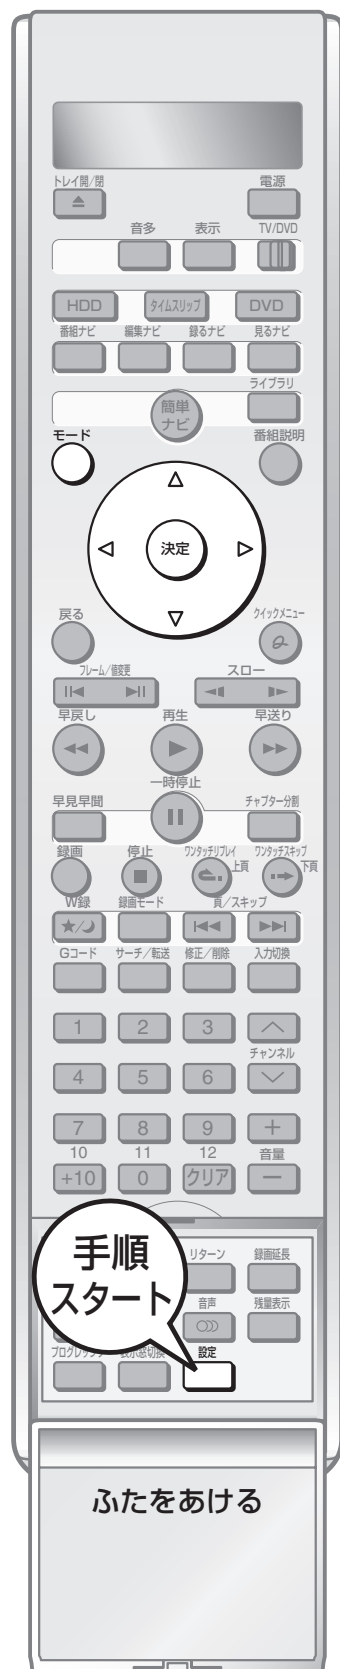 トレイ開/閉 電源
音多 表示 TV/DVD
HDD タイムスリップ DVD
番組ナビ 編集ナビ 録るナビ 見るナビ
ライブラリ
簡単
ナビ
モード 番組説明
決定
戻る クイックメニュー
フレーム/微変更 スロー
早戻し 再生 早送り
一時停止
早見早聞 チャプター分割
録画 停止 ワンタッチリプレイ ワンタッチスキップ
上頁 下頁
W録 録画モード 頁/スキップ
Gコード サーチ/転送 修正/削除 入力切換
1 2 3
チャンネル
4 5 6
7 8 9 +
10 11 12 音量
+10 0 クリア −
手順
スタート
リターン 録画延長
音声 残量表示
設定
ふたをあける